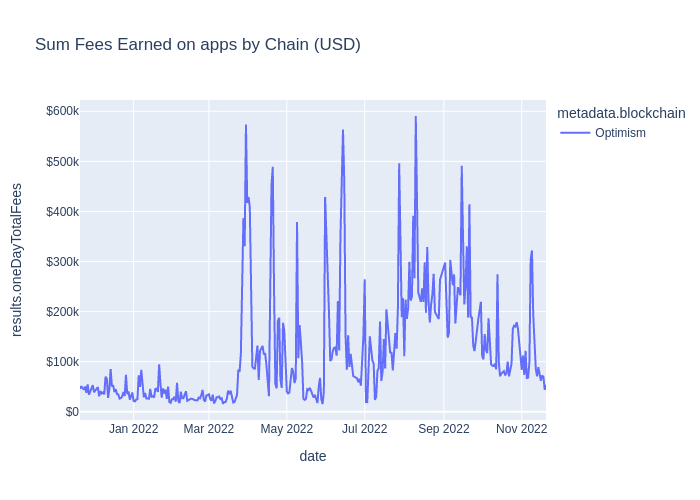 Sum Fees Earned on apps by Chain (USD)
metadata.blockchain
Optimism
results.oneDayTotalFees
$600k
$500k
$400k
$300k
$200k
$100k
$0
Jan 2022
Mar 2022
May 2022
Jul 2022
Sep 2022
Nov 2022
date